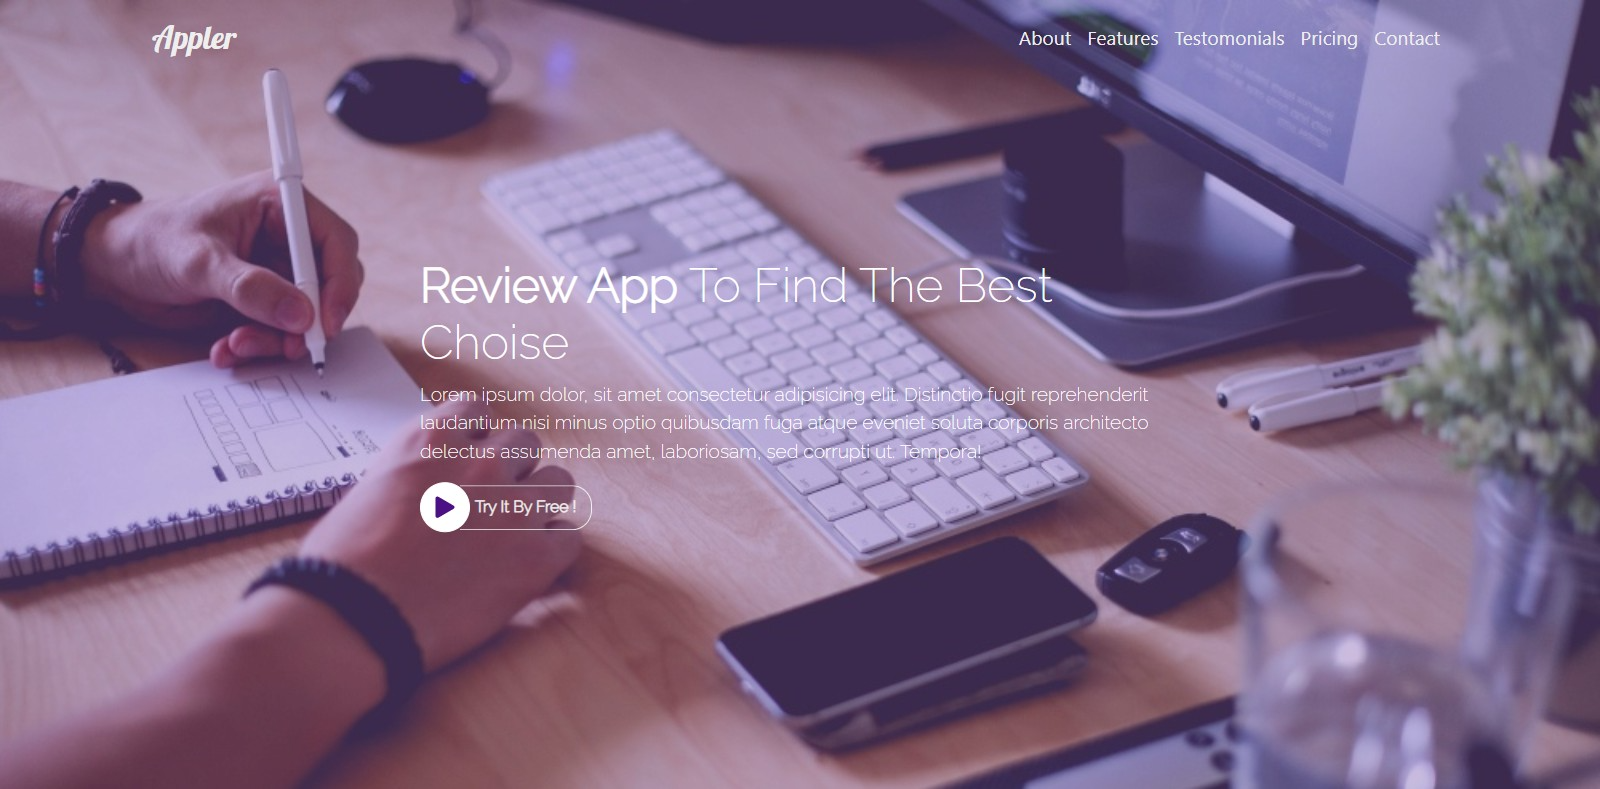 Appler
About Features Testomonials Pricing Contact
Review App To Find The Best
Choise
Lorem ipsum dolor, sit amet consectetur adipisicing elit. Distinctio fugit reprehenderit
laudantium nisi minus optio quibusdam fuga atque eveniet soluta corporis architecto
delectus assumenda amet, laboriosam, sed corrupti ut. Tempora!
Try It By Free !